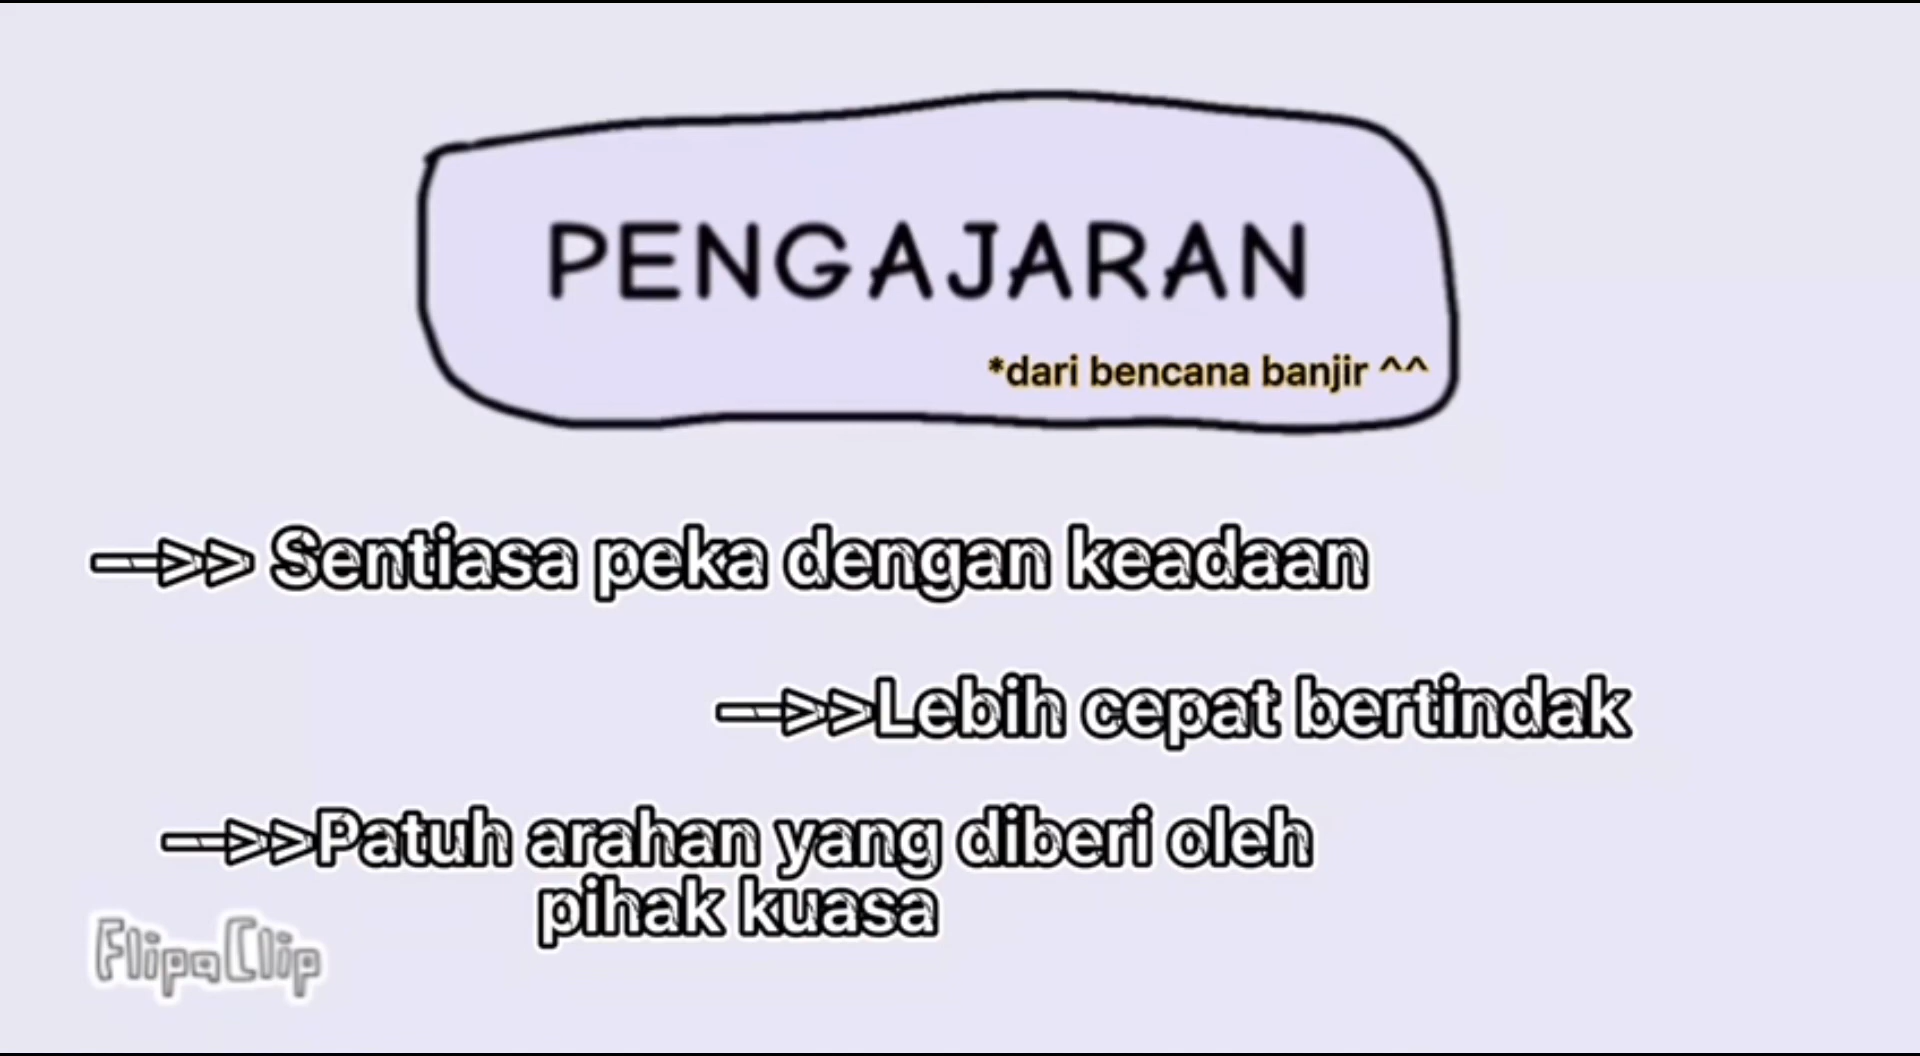 PENGAJARAN
*dari bencana banjir ^^
—>> Sentiasa peka dengan keadaan
—>>Lebih cepat bertindak
—>>Patuh arahan yang diberi oleh
pihak kuasa
FlipaClip